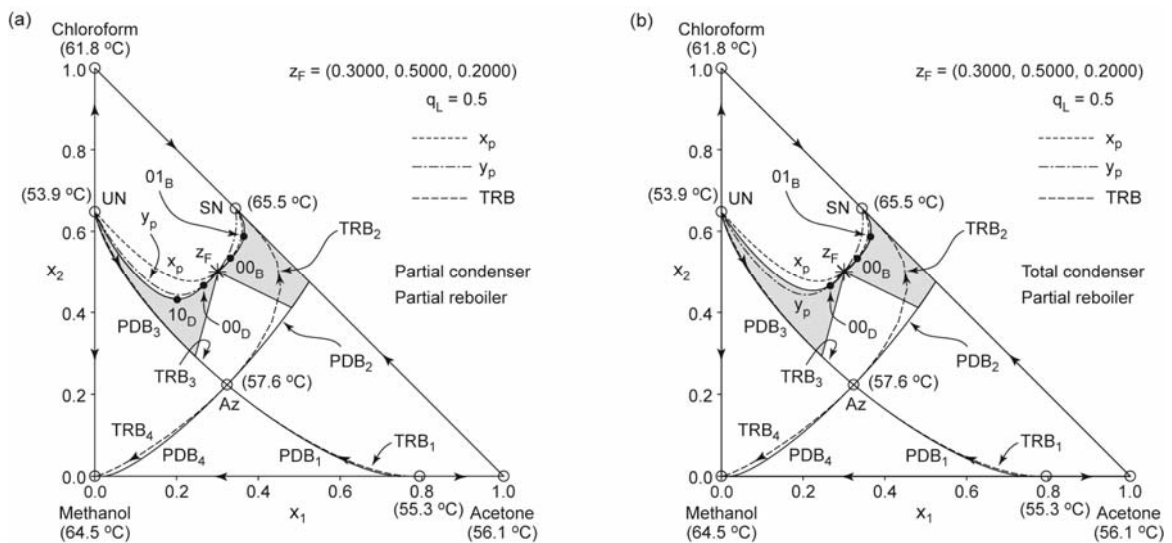 (a)
Chloroform
(61.8 °C)
z_F = (0.3000, 0.5000, 0.2000)
q_L = 0.5
x_p
y_p
TRB
1.0
0.8
0.6
0.4
0.2
0.0
x_2
(53.9 °C)
UN
01_B
SN
(65.5 °C)
TRB_2
y_p
x_p
z_F
00_B
Partial condenser
Partial reboiler
10_D
00_D
PDB_3
PDB_2
TRB_3
(57.6 °C)
Az
TRB_4
PDB_4
PDB_1
TRB_1
0.0
0.2
0.4
0.6
0.8
1.0
Methanol
(64.5 °C)
x_1
(55.3 °C)
Acetone
(56.1 °C)
(b)
Chloroform
(61.8 °C)
z_F = (0.3000, 0.5000, 0.2000)
q_L = 0.5
x_p
y_p
TRB
1.0
0.8
0.6
0.4
0.2
0.0
x_2
(53.9 °C)
UN
01_B
SN
(65.5 °C)
TRB_2
x_p
z_F
00_B
Total condenser
Partial reboiler
y_p
00_D
PDB_3
PDB_2
TRB_3
(57.6 °C)
Az
TRB_4
PDB_4
PDB_1
TRB_1
0.0
0.2
0.4
0.6
0.8
1.0
Methanol
(64.5 °C)
x_1
(55.3 °C)
Acetone
(56.1 °C)